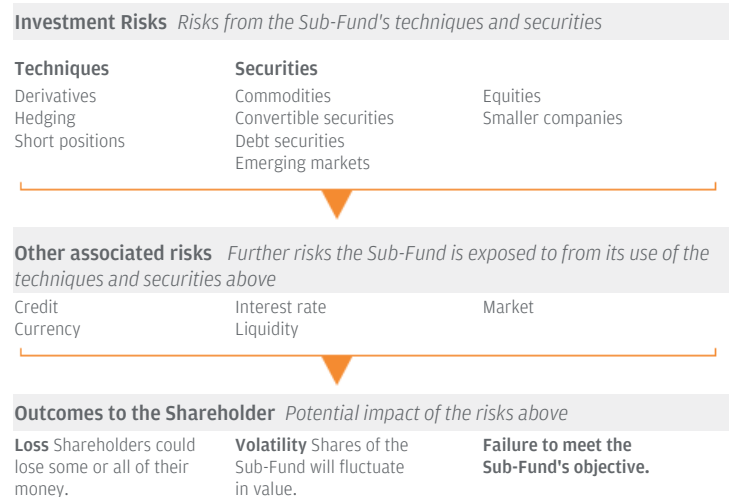 Investment Risks Risks from the Sub-Fund's techniques and securities
Techniques
Derivatives
Hedging
Short positions
Securities
Commodities
Convertible securities
Debt securities
Emerging markets
Equities
Smaller companies
Other associated risks Further risks the Sub-Fund is exposed to from its use of the
techniques and securities above
Credit
Currency
Interest rate
Liquidity
Market
Outcomes to the Shareholder Potential impact of the risks above
Loss Shareholders could
lose some or all of their
money.
Volatility Shares of the
Sub-Fund will fluctuate
in value.
Failure to meet the
Sub-Fund's objective.